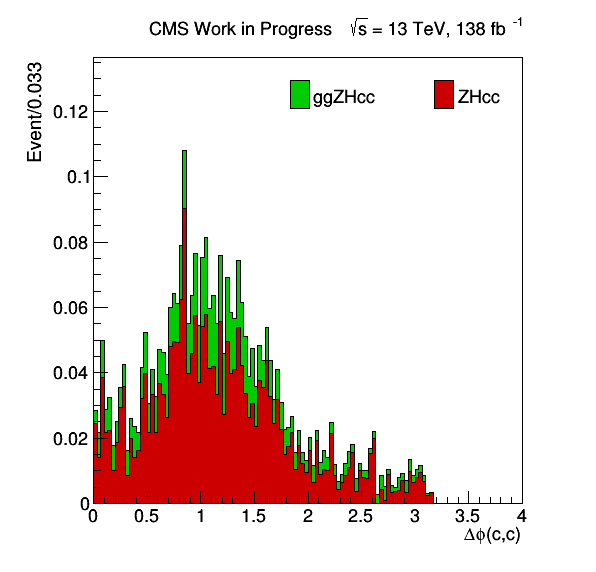 CMS Work in Progress √s = 13 TeV, 138 fb⁻¹
Event/0.033
ggZHcc ZHcc
0.12
0.1
0.08
0.06
0.04
0.02
0
0 0.5 1 1.5 2 2.5 3 3.5 4
Δϕ(c,c)